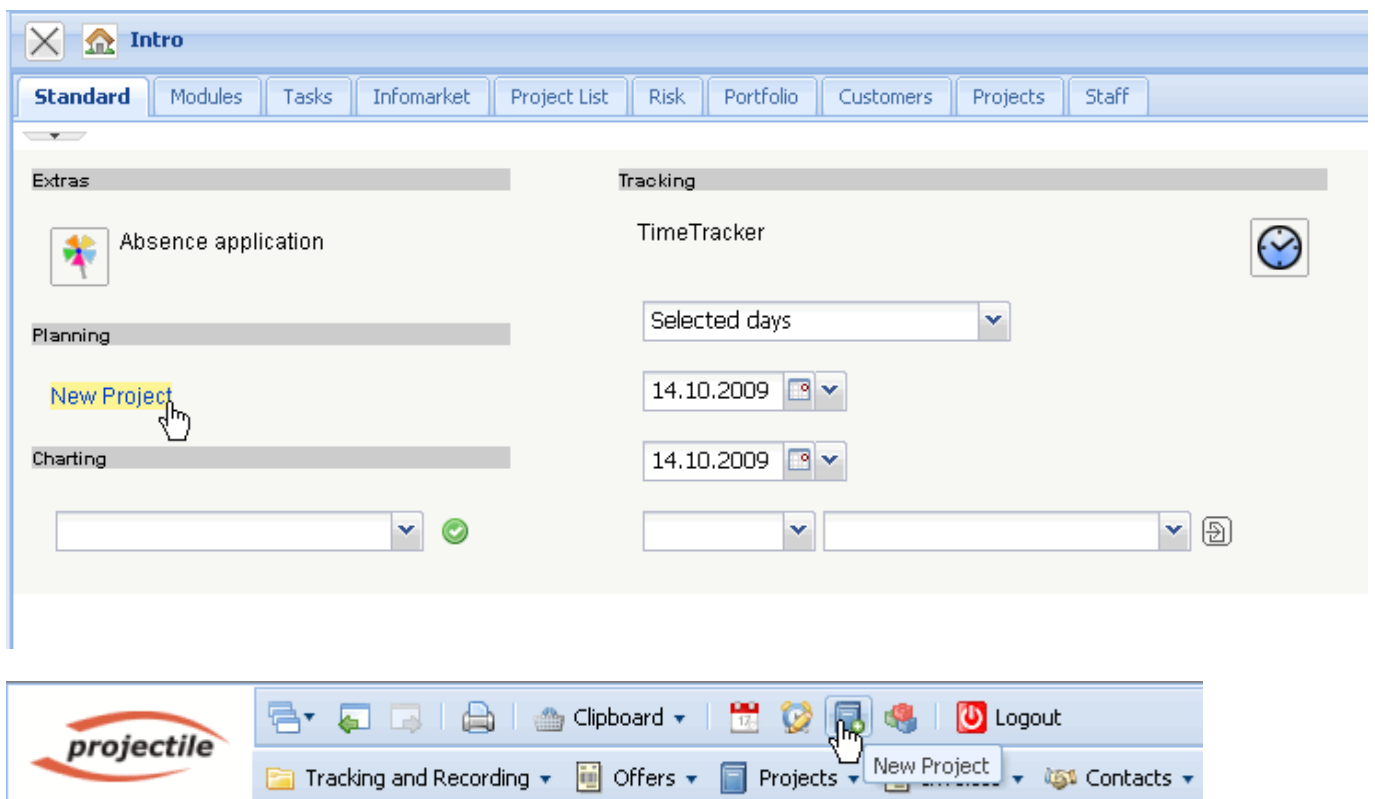 Intro
Standard Modules Tasks Infomarket Project List Risk Portfolio Customers Projects Staff
Extras Tracking
Absence application TimeTracker
Selected days
Planning
New Project 14.10.2009
Charting 14.10.2009
projectile
Clipboard 17 Logout
Tracking and Recording Offers Projects Contacts
New Project